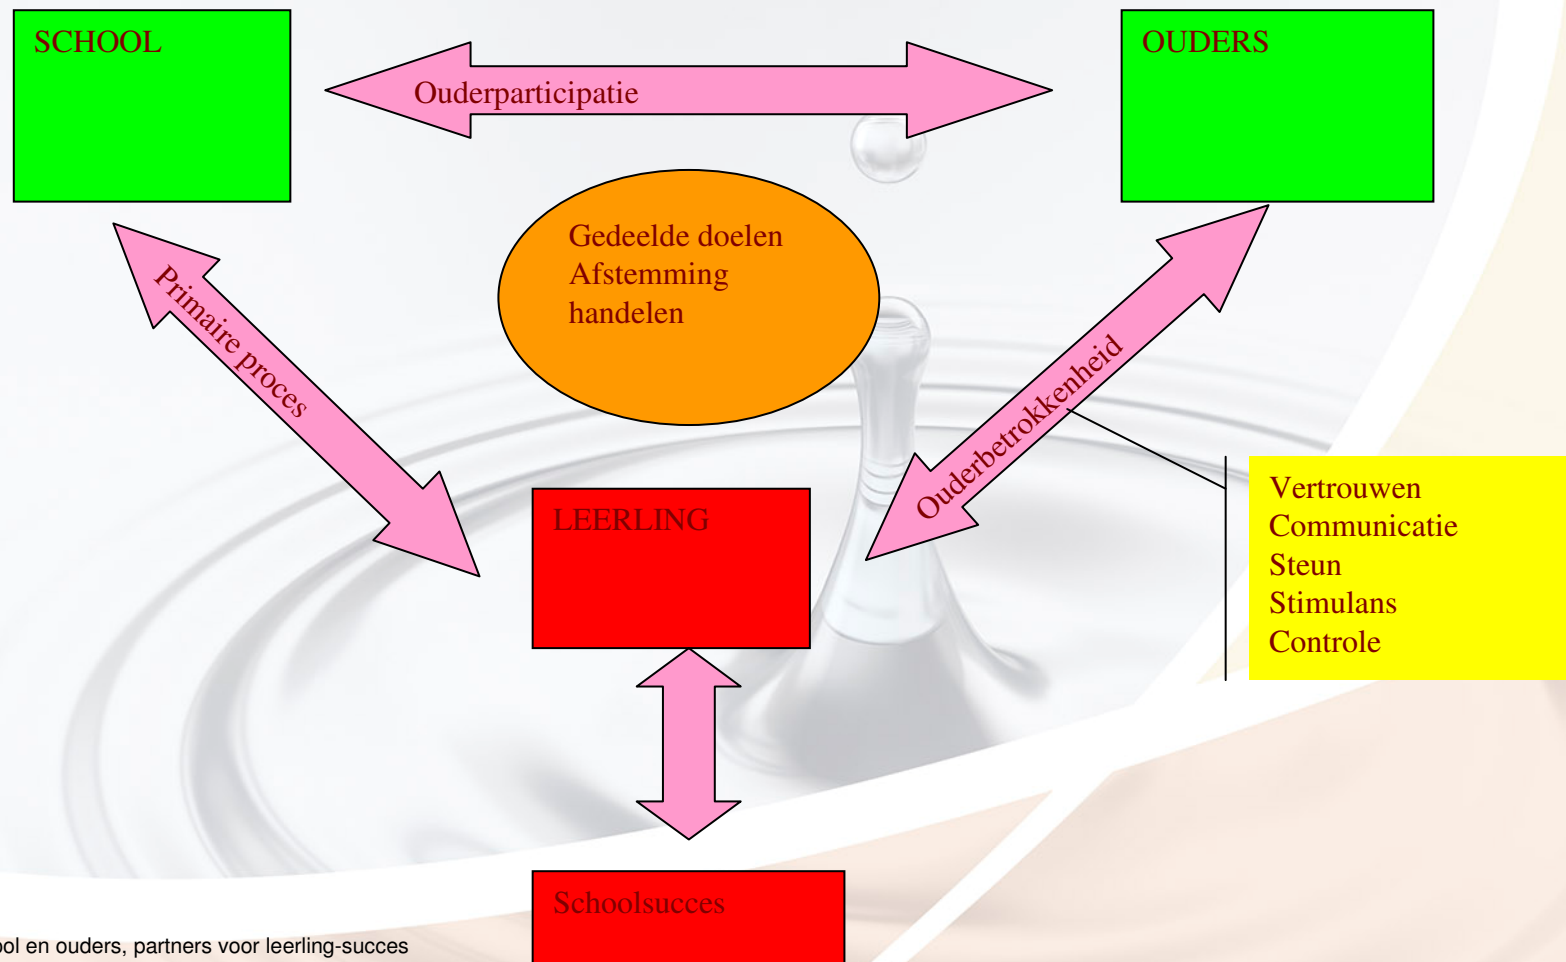 SCHOOL
OUDERS
Ouderparticipatie
Gedeelde doelen
Afstemming
handelen
Primaire proces
Ouderbetrokkenheid
LEERLING
Vertrouwen
Communicatie
Steun
Stimulans
Controle
Schoolsucces
ool en ouders, partners voor leerling-succes